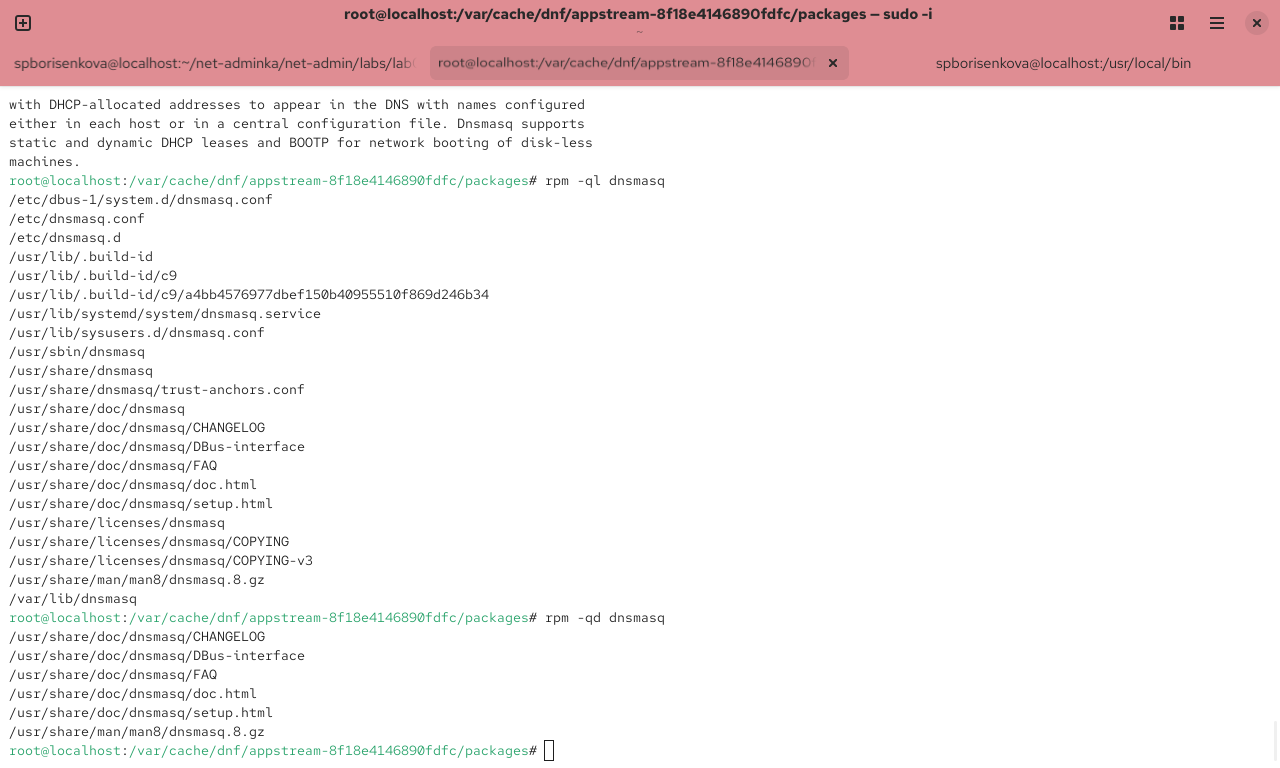 root@localhost:/var/cache/dnf/appstream-8f18e4146890fdfc/packages — sudo -i
~
spborisenkova@localhost:~/net-adminka/net-admin/labs/lab
root@localhost:/var/cache/dnf/appstream-8f18e4146890f
spborisenkova@localhost:/usr/local/bin
with DHCP-allocated addresses to appear in the DNS with names configured
either in each host or in a central configuration file. Dnsmasq supports
static and dynamic DHCP leases and BOOTP for network booting of disk-less
machines.
root@localhost:/var/cache/dnf/appstream-8f18e4146890fdfc/packages# rpm -ql dnsmasq
/etc/dbus-1/system.d/dnsmasq.conf
/etc/dnsmasq.conf
/etc/dnsmasq.d
/usr/lib/.build-id
/usr/lib/.build-id/c9
/usr/lib/.build-id/c9/a4bb4576977dbef150b40955510f869d246b34
/usr/lib/systemd/system/dnsmasq.service
/usr/lib/sysusers.d/dnsmasq.conf
/usr/sbin/dnsmasq
/usr/share/dnsmasq
/usr/share/dnsmasq/trust-anchors.conf
/usr/share/doc/dnsmasq
/usr/share/doc/dnsmasq/CHANGELOG
/usr/share/doc/dnsmasq/DBus-interface
/usr/share/doc/dnsmasq/FAQ
/usr/share/doc/dnsmasq/doc.html
/usr/share/doc/dnsmasq/setup.html
/usr/share/licenses/dnsmasq
/usr/share/licenses/dnsmasq/COPYING
/usr/share/licenses/dnsmasq/COPYING-v3
/usr/share/man/man8/dnsmasq.8.gz
/var/lib/dnsmasq
root@localhost:/var/cache/dnf/appstream-8f18e4146890fdfc/packages# rpm -qd dnsmasq
/usr/share/doc/dnsmasq/CHANGELOG
/usr/share/doc/dnsmasq/DBus-interface
/usr/share/doc/dnsmasq/FAQ
/usr/share/doc/dnsmasq/doc.html
/usr/share/doc/dnsmasq/setup.html
/usr/share/man/man8/dnsmasq.8.gz
root@localhost:/var/cache/dnf/appstream-8f18e4146890fdfc/packages#